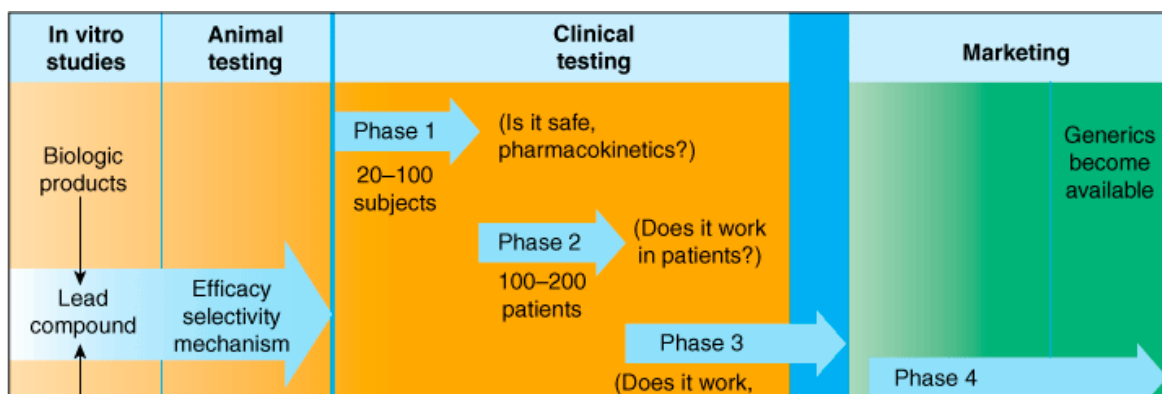 In vitro
studies
Animal
testing
Clinical
testing
Marketing
Biologic
products
Lead
compound
Efficacy
selectivity
mechanism
Phase 1
20–100
subjects
(Is it safe,
pharmacokinetics?)
Phase 2
100–200
patients
(Does it work
in patients?)
Phase 3
(Does it work,
Generics
become
available
Phase 4